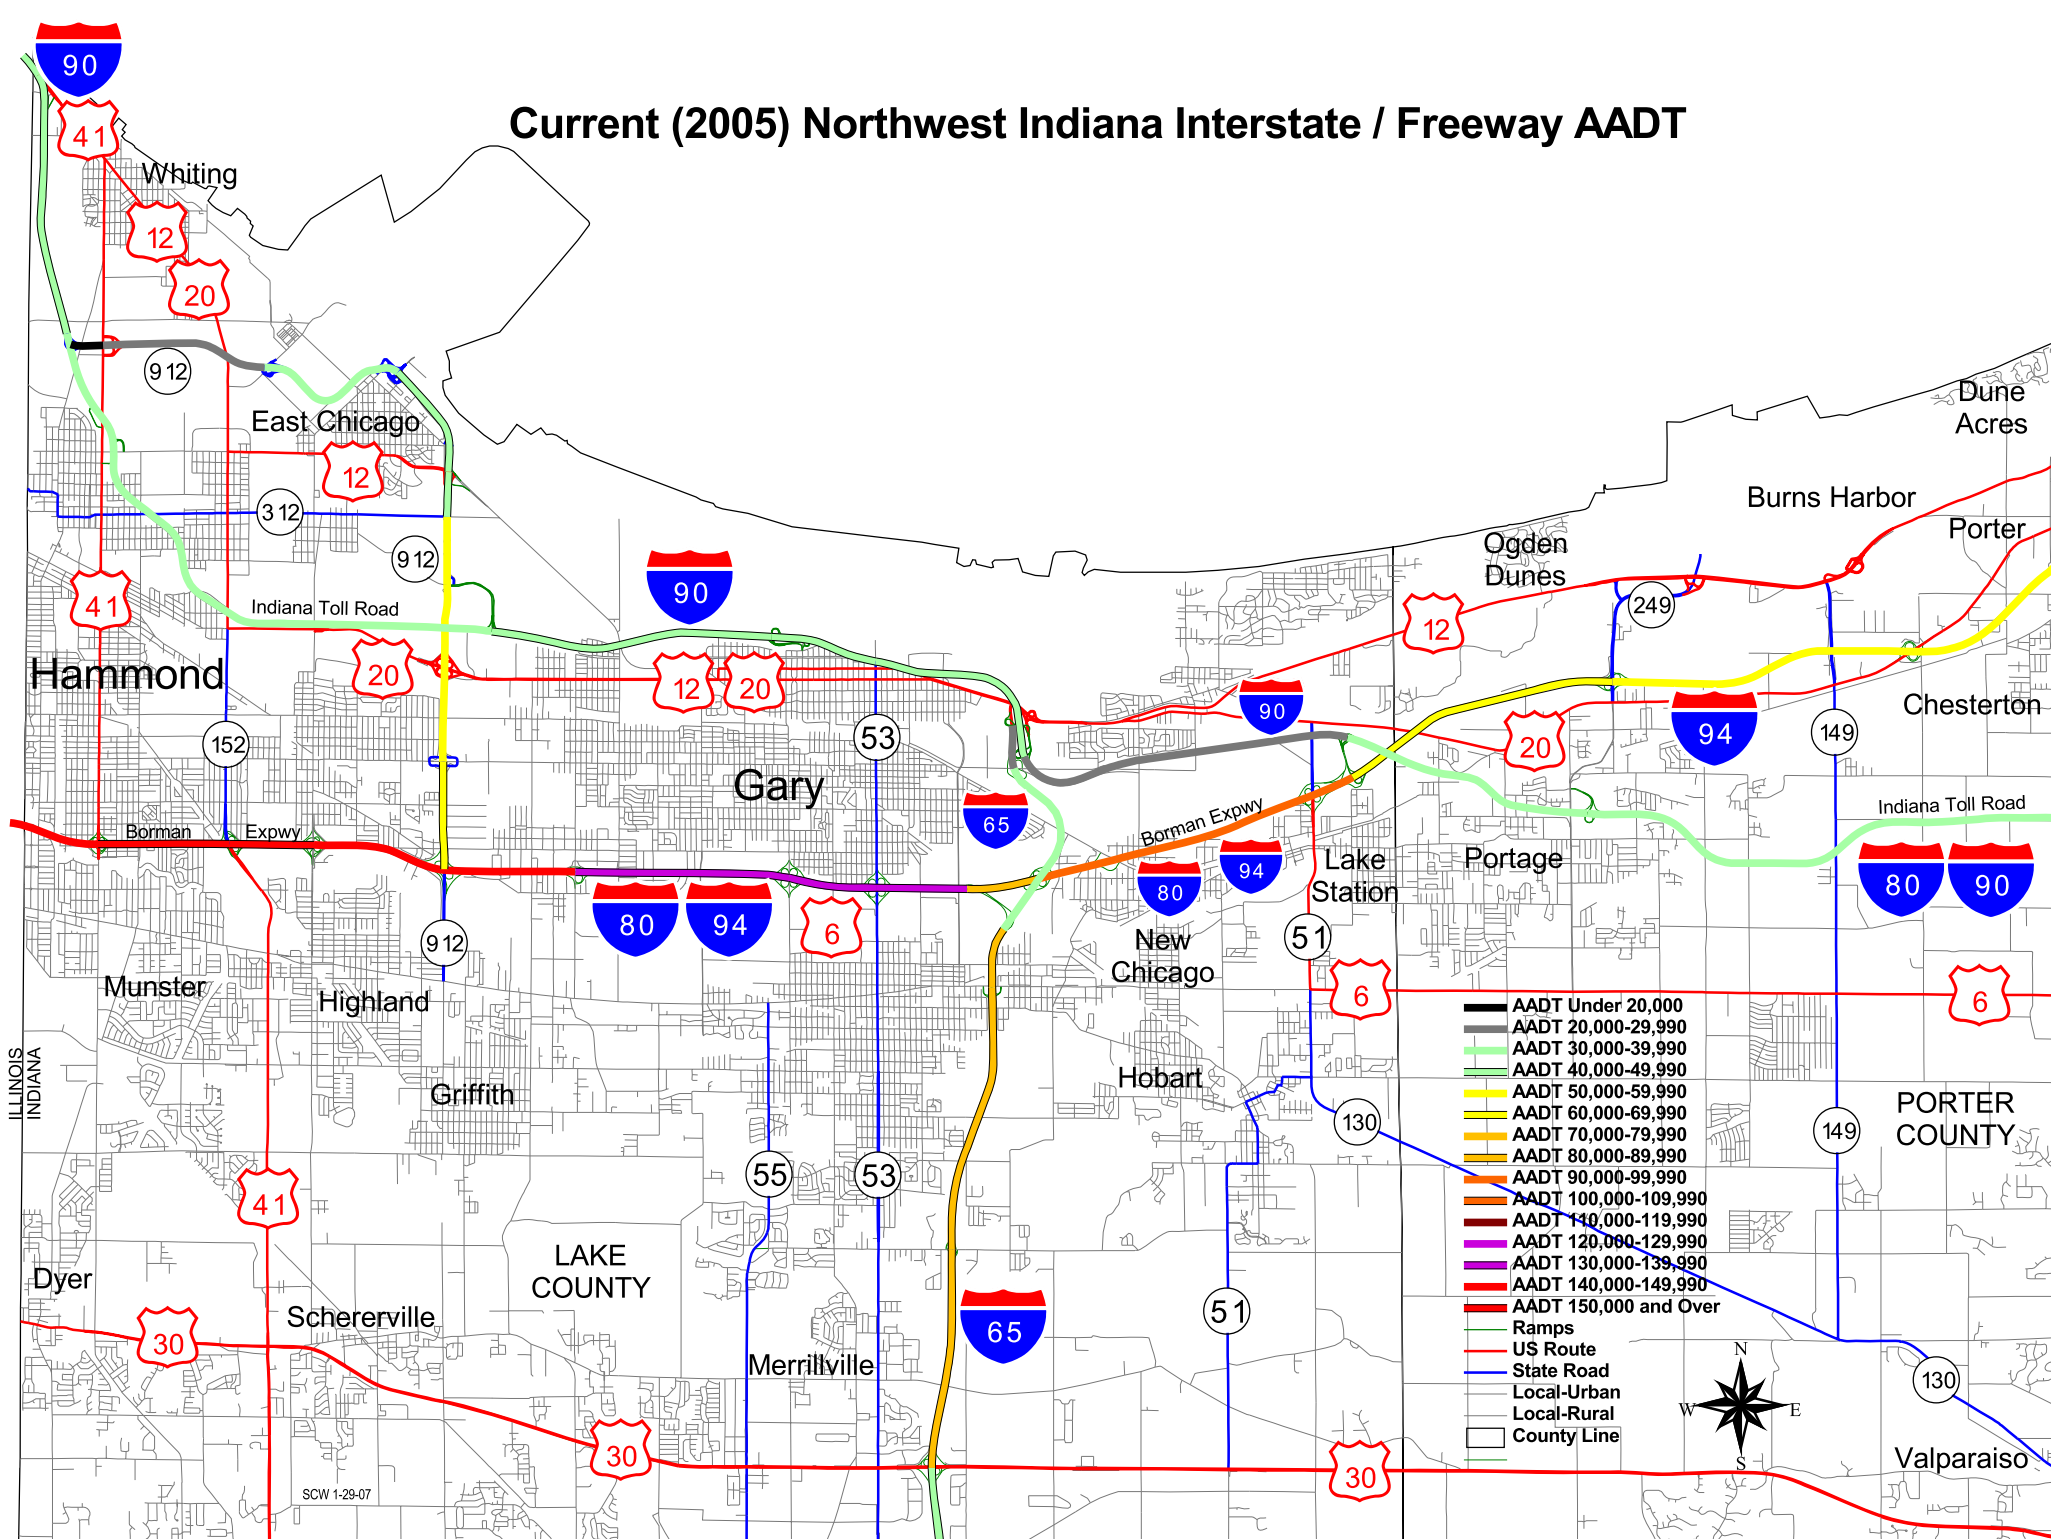 90
Current (2005) Northwest Indiana Interstate / Freeway AADT
41
Whiting
12
20
912
East Chicago
12
312
912
Dune
Acres
Burns Harbor
Porter
Ogden
Dunes
90
41
Indiana Toll Road
249
12
Hammond
20
12
20
90
Chesterton
152
53
20
94
149
Gary
65
Borman Expwy
Indiana Toll Road
Borman
Expwy
94
80
Lake
Station
Portage
80
90
80
94
6
912
51
New
Chicago
Munster
Highland
6
6
ILLINOIS
INDIANA
Griffith
Hobart
130
149
PORTER
COUNTY
55
53
41
LAKE
COUNTY
Dyer
Schererville
30
51
65
Merrillville
AADT Under 20,000
AADT 20,000-29,990
AADT 30,000-39,990
AADT 40,000-49,990
AADT 50,000-59,990
AADT 60,000-69,990
AADT 70,000-79,990
AADT 80,000-89,990
AADT 90,000-99,990
AADT 100,000-109,990
AADT 110,000-119,990
AADT 120,000-129,990
AADT 130,000-139,990
AADT 140,000-149,990
AADT 150,000 and Over
Ramps
US Route
State Road
Local-Urban
Local-Rural
County Line
N
W
E
S
130
30
30
Valparaiso
SCW 1-29-07